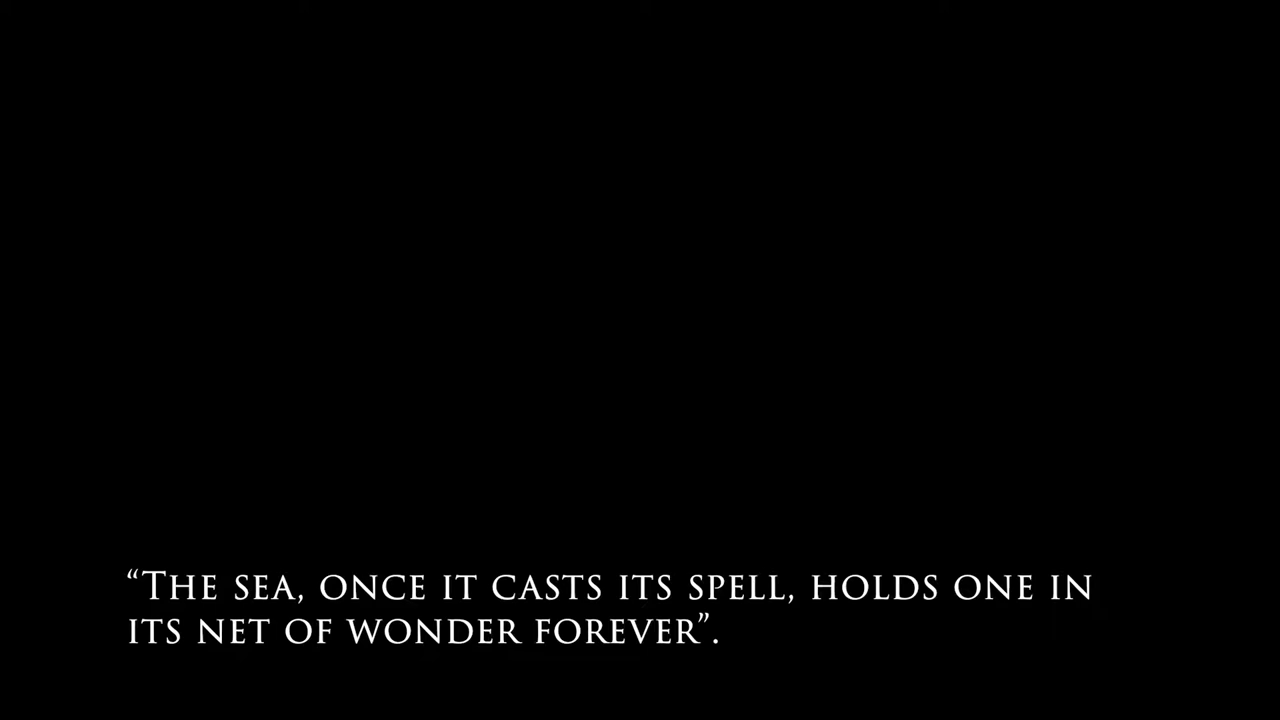 “The sea, once it casts its spell, holds one in
its net of wonder forever”.